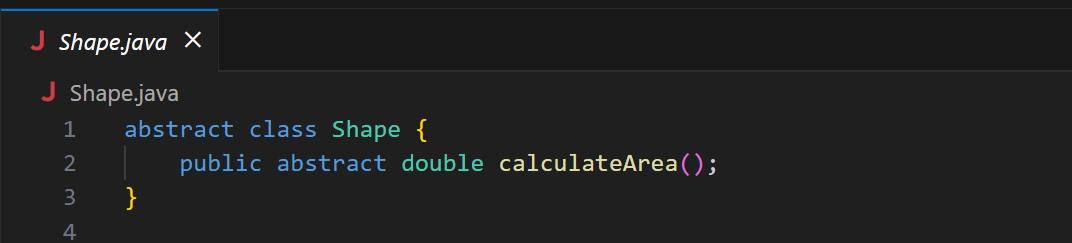 Shape.java
Shape.java
1 abstract class Shape {
2 public abstract double calculateArea();
3 }
4